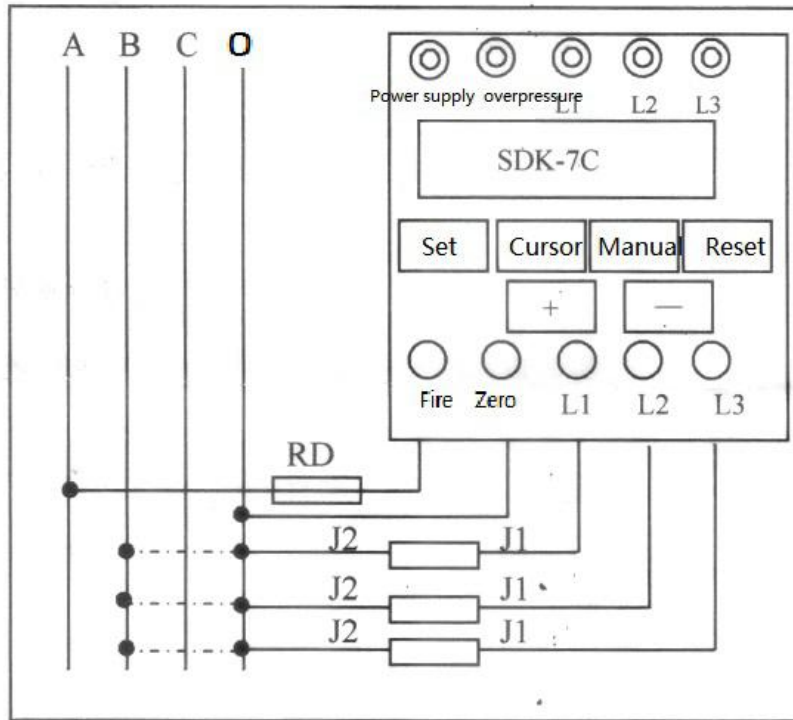 A B C O
Power supply overpressure L1 L2 L3
SDK-7C
Set Cursor Manual Reset
+ —
Fire Zero L1 L2 L3
RD
J2 J1
J2 J1
J2 J1